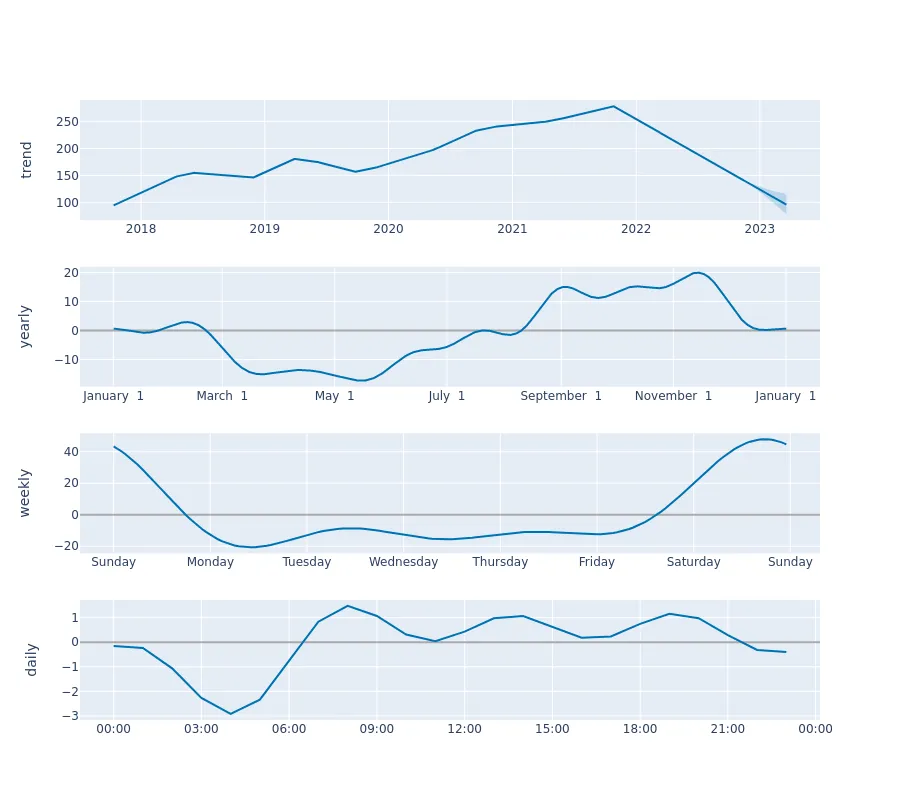 trend
250
200
150
100
2018 2019 2020 2021 2022 2023
yearly
20
10
0
−10
January 1 March 1 May 1 July 1 September 1 November 1 January 1
weekly
40
20
0
−20
Sunday Monday Tuesday Wednesday Thursday Friday Saturday Sunday
daily
1
0
−1
−2
−3
00:00 03:00 06:00 09:00 12:00 15:00 18:00 21:00 00:00